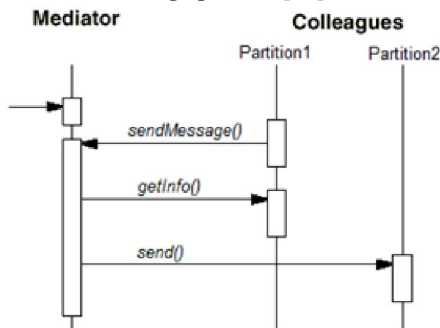 Mediator
Colleagues
Partition1
Partition2
sendMessage()
getInfo()
send()